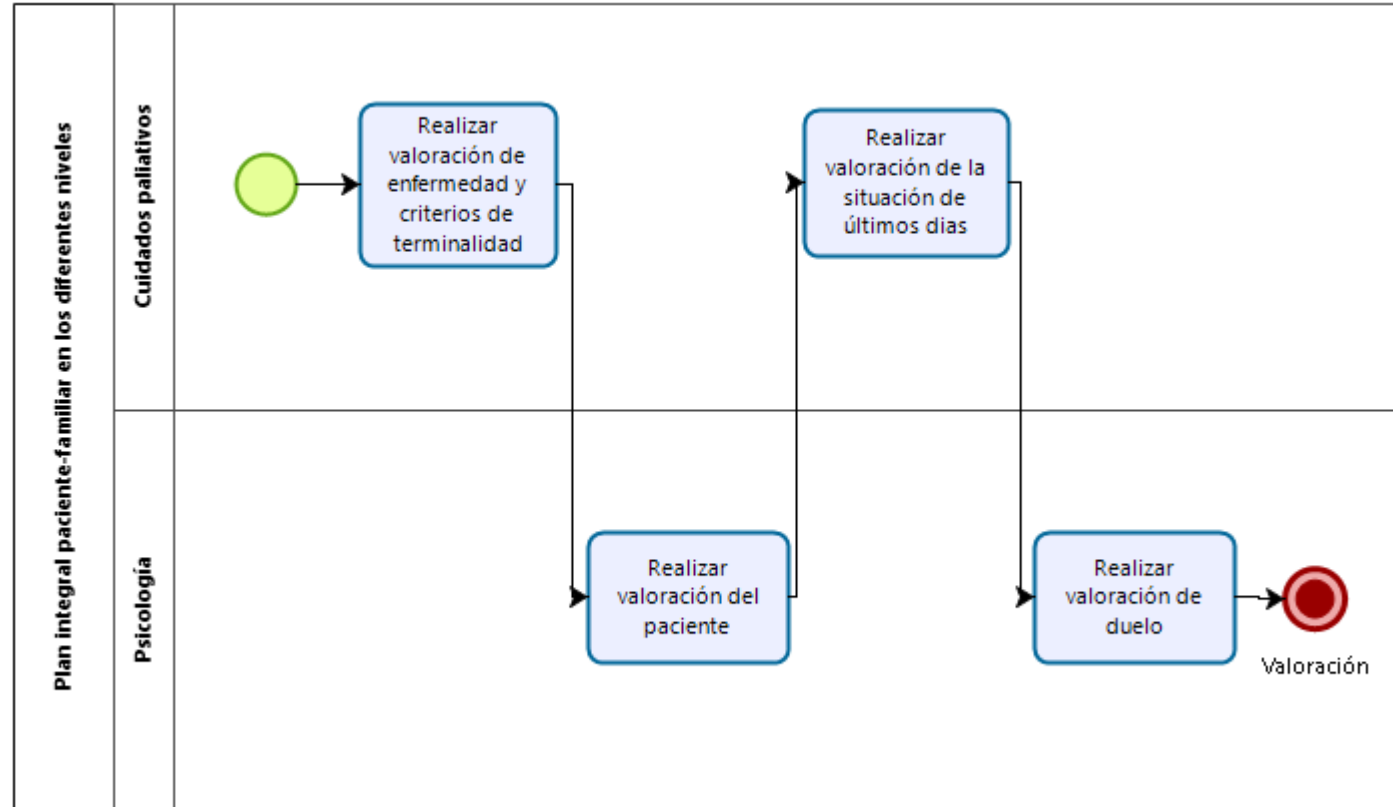 Plan integral paciente-familiar en los diferentes niveles
Cuidados paliativos
Realizar
valoración de
enfermedad y
criterios de
terminalidad
Realizar
valoración de la
situación de
últimos dias
Psicología
Realizar
valoración del
paciente
Realizar
valoración de
duelo
Valoración